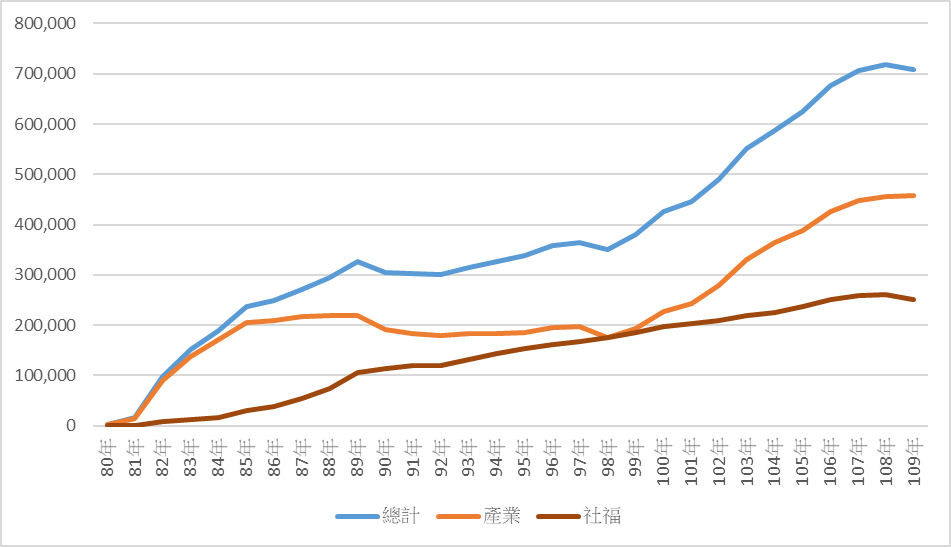 800,000
700,000
600,000
500,000
400,000
300,000
200,000
100,000
0
80年
81年
82年
83年
84年
85年
86年
87年
88年
89年
90年
91年
92年
93年
94年
95年
96年
97年
98年
99年
100年
101年
102年
103年
104年
105年
106年
107年
108年
109年
總計 產業 社福